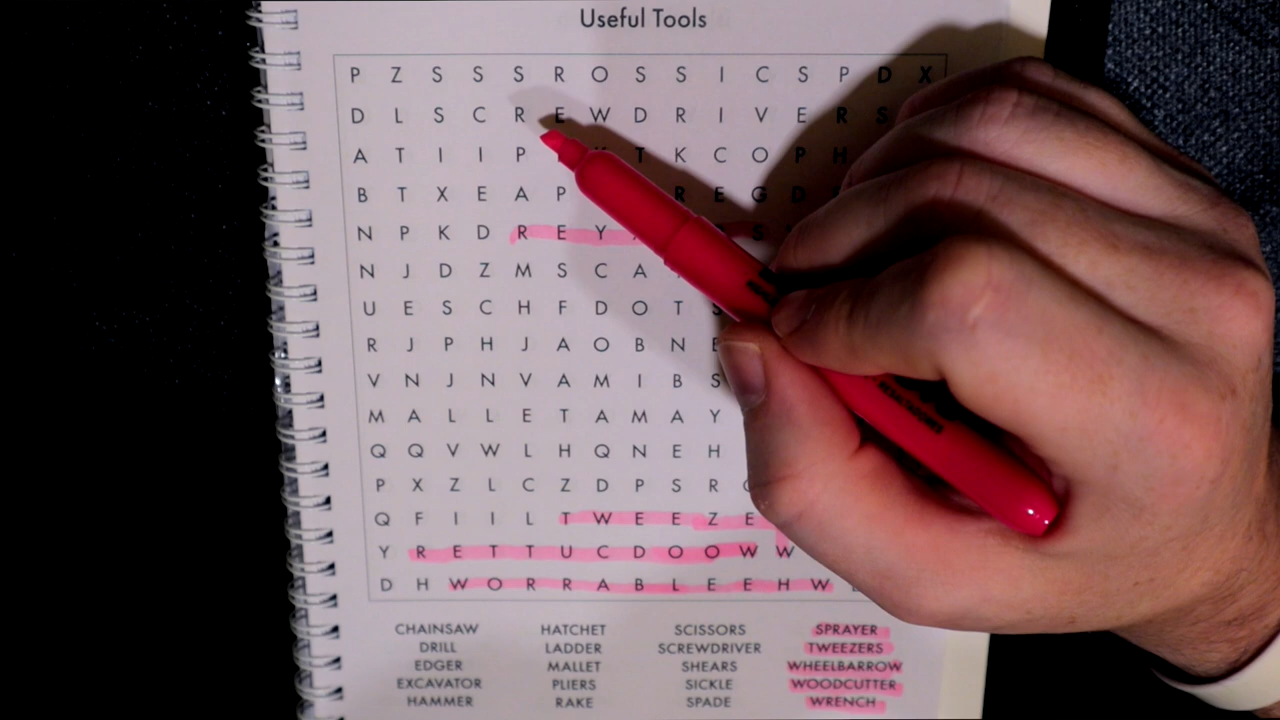 Useful Tools
P Z S S S R O S S I C S P D X
D L S C R E W D R I V E R S
A T I I P T K C O P H
B T X E A P R E G D
N P K D R E Y S
N J D Z M S C A
U E S C H F D O T S
R J P H J A O B N E
V N J N V A M I B S
M A L L E T A M A Y
Q Q V W L H Q N E H
P X Z L C Z D P S R
Q F I I L T W E E Z E
Y R E T T U C D O O W W
D H W O R R A B L E E H W
CHAINSAW HATCHET SCISSORS SPRAYER
DRILL LADDER SCREWDRIVER TWEEZERS
EDGER MALLET SHEARS WHEELBARROW
EXCAVATOR PLIERS SICKLE WOODCUTTER
HAMMER RAKE SPADE WRENCH